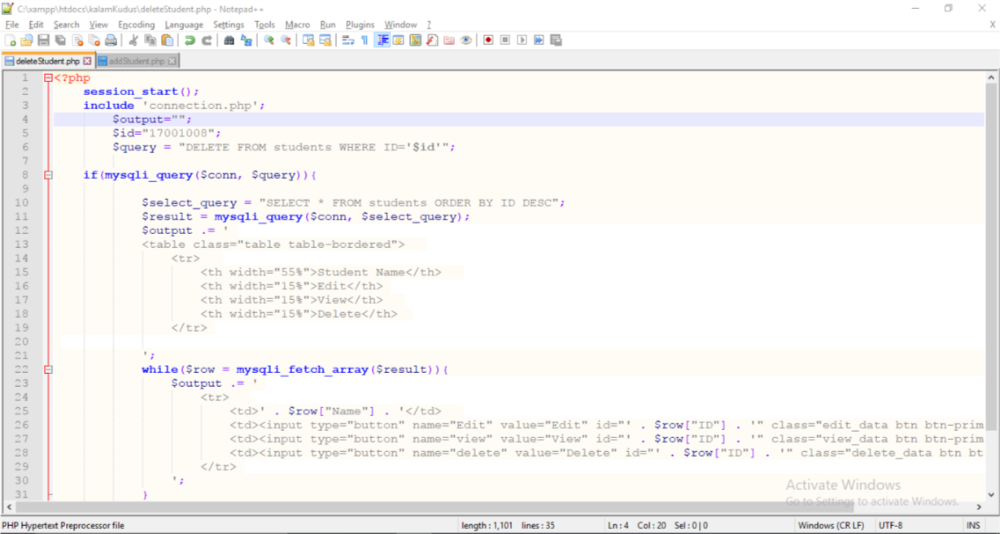 C:\xampp\htdocs\kalamKudus\deleteStudent.php - Notepad++
File Edit Search View Encoding Language Settings Tools Macro Run Plugins Window ? X
deleteStudent.php addStudent.php
1 <?php
2 session_start();
3 include 'connection.php';
4 $output="";
5 $id="17001008";
6 $query = "DELETE FROM students WHERE ID='$id'";
7
8 if(mysqli_query($conn, $query)){
9
10 $select_query = "SELECT * FROM students ORDER BY ID DESC";
11 $result = mysqli_query($conn, $select_query);
12 $output .= '
13 <table class="table table-bordered">
14 <tr>
15 <th width="55%">Student Name</th>
16 <th width="15%">Edit</th>
17 <th width="15%">View</th>
18 <th width="15%">Delete</th>
19 </tr>
20
21 ';
22 while($row = mysqli_fetch_array($result)){
23 $output .= '
24 <tr>
25 <td>' . $row["Name"] . '</td>
26 <td><input type="button" name="Edit" value="Edit" id="' . $row["ID"] . '" class="edit_data btn btn-prim
27 <td><input type="button" name="view" value="View" id="' . $row["ID"] . '" class="view_data btn btn-prim
28 <td><input type="button" name="delete" value="Delete" id="' . $row["ID"] . '" class="delete_data btn bt
29 </tr>
30 ';
31 }
Activate Windows
Go to Settings to activate Windows.
PHP Hypertext Preprocessor file length : 1,101 lines : 35 Ln : 4 Col : 20 Sel : 0 | 0 Windows (CR LF) UTF-8 INS